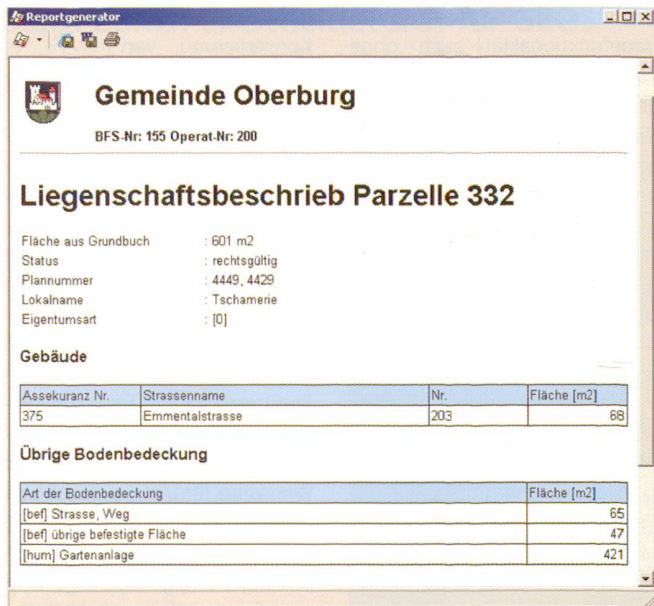 Reportgenerator
Gemeinde Oberburg
BFS-Nr: 155 Operat-Nr: 200
Liegenschaftsbeschrieb Parzelle 332
Fläche aus Grundbuch : 601 m2
Status : rechtsgültig
Plannummer : 4449, 4429
Lokalname : Tschamerie
Eigentumsart : [0]
Gebäude
Assekuranz Nr. Strassenname Nr. Fläche [m2]
375 Emmentalstrasse 203 68
Übrige Bodenbedeckung
Art der Bodenbedeckung Fläche [m2]
[bef] Strasse, Weg 65
[bef] übrige befestigte Fläche 47
[hum] Gartenanlage 421